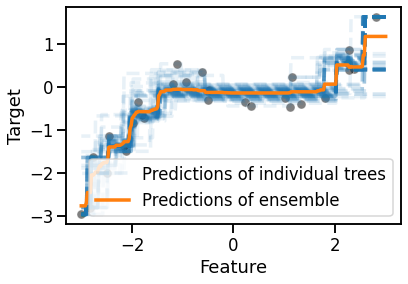 1
0
−1
−2
−3
Target
Predictions of individual trees
Predictions of ensemble
−2
0
2
Feature